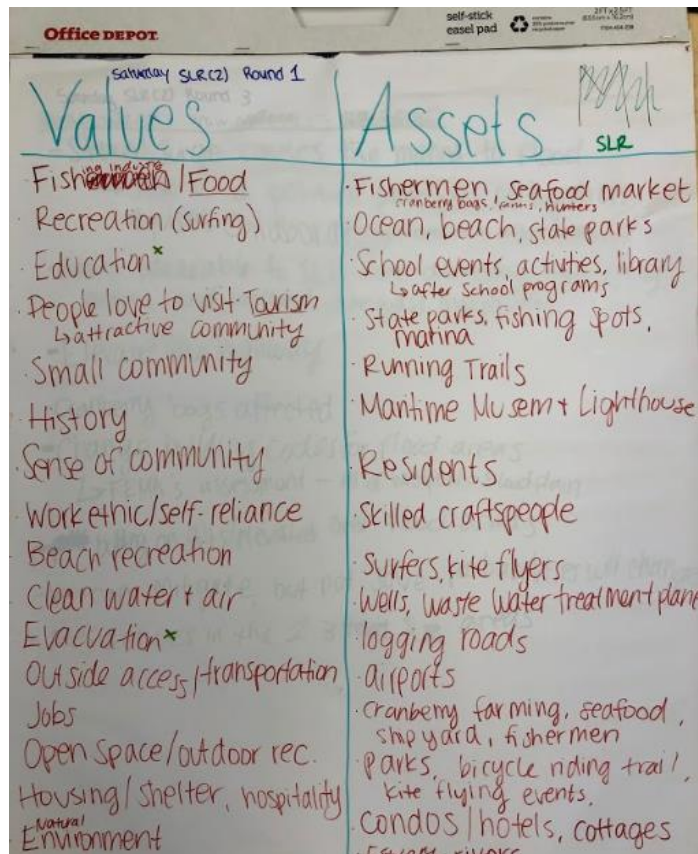 Office DEPOT
self-stick
easel pad
Saturday SLR(2) Round 1
Values
Fishing industry / Food
Recreation (surfing)
Education x
People love to visit-Tourism
↳ attractive community
Small community
History
Sense of community
Work ethic/self-reliance
Beach recreation
Clean water + air
Evacuation x
Outside access/transportation
Jobs
Open Space/outdoor rec.
Housing/shelter, hospitality
Natural
Environment
Assets
SLR
Fishermen, seafood market
cranberry bogs, farms, hunters
Ocean, beach, state parks
School events, activities, library
↳ after school programs
State parks, fishing spots,
marina
Running Trails
Maritime Musem + Lighthouse
Residents
Skilled craftspeople
Surfers, kite flyers
Wells, waste water treatment plant
logging roads
airports
Cranberry farming, seafood,
shipyard, fishermen
parks, bicycle riding trail,
kite flying events,
condos/hotels, cottages